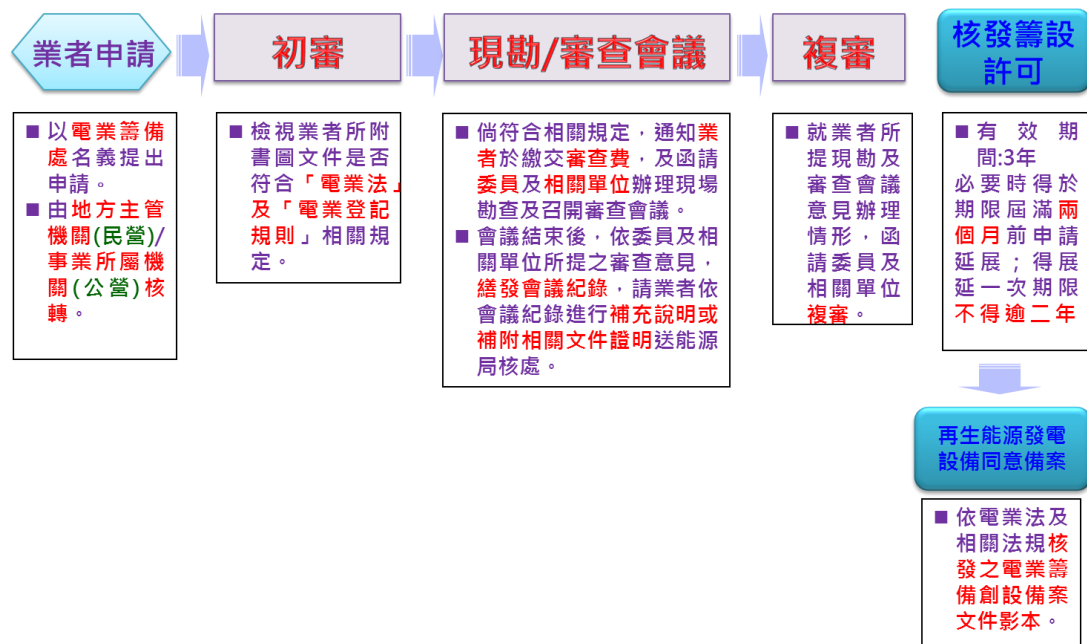 業者申請
初審
現勘/審查會議
複審
核發籌設
許可
■ 以電業籌備
處名義提出
申請。
■ 由地方主管
機關(民營)/
事業所屬機
關(公營)核
轉。
■ 檢視業者所附
書圖文件是否
符合「電業法」
及「電業登記
規則」相關規
定。
■ 倘符合相關規定，通知業
者於繳交審查費，及函請
委員及相關單位辦理現場
勘查及召開審查會議。
■ 會議結束後，依委員及相
關單位所提之審查意見，
繕發會議紀錄，請業者依
會議紀錄進行補充說明或
補附相關文件證明送能源
局核處。
■ 就業者所
提現勘及
審查會議
意見辦理
情形，函
請委員及
相關單位
複審。
■ 有效期
間:3年
必要時得於
期限屆滿兩
個月前申請
延展；得展
延一次期限
不得逾二年
再生能源發電
設備同意備案
■ 依電業法及
相關法規核
發之電業籌
備創設備案
文件影本。